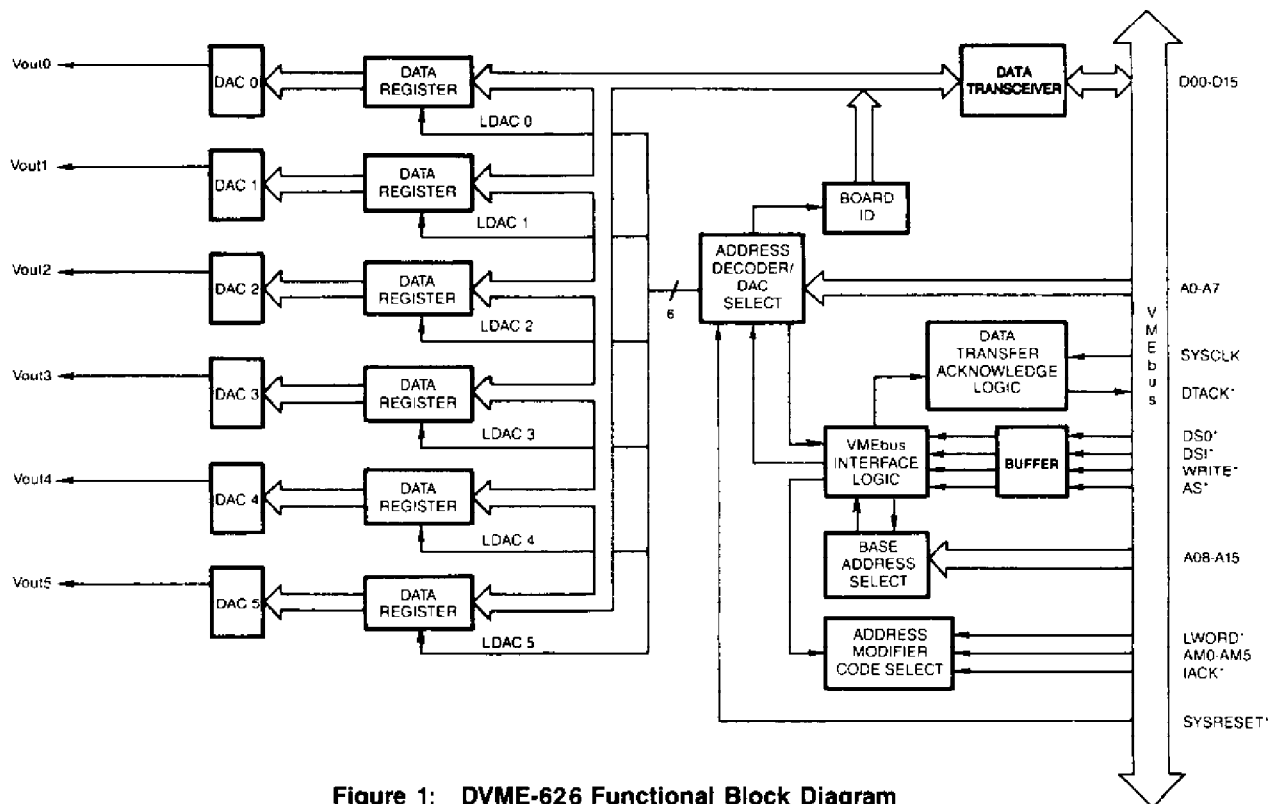 Vout0
DAC 0
DATA
REGISTER
LDAC 0
DATA
TRANSCEIVER
D00-D15
Vout1
DAC 1
DATA
REGISTER
LDAC 1
BOARD
ID
Vout2
DAC 2
DATA
REGISTER
LDAC 2
6
ADDRESS
DECODER/
DAC
SELECT
A0-A7
VMEbus
Vout3
DAC 3
DATA
REGISTER
LDAC 3
DATA
TRANSFER
ACKNOWLEDGE
LOGIC
SYSCLK
DTACK*
Vout4
DAC 4
DATA
REGISTER
LDAC 4
VMEbus
INTERFACE
LOGIC
BUFFER
DS0*
DSI*
WRITE*
AS*
BASE
ADDRESS
SELECT
A08-A15
Vout5
DAC 5
DATA
REGISTER
LDAC 5
ADDRESS
MODIFIER
CODE SELECT
LWORD*
AM0-AM5
IACK*
SYSRESET*
Figure 1: DVME-626 Functional Block Diagram